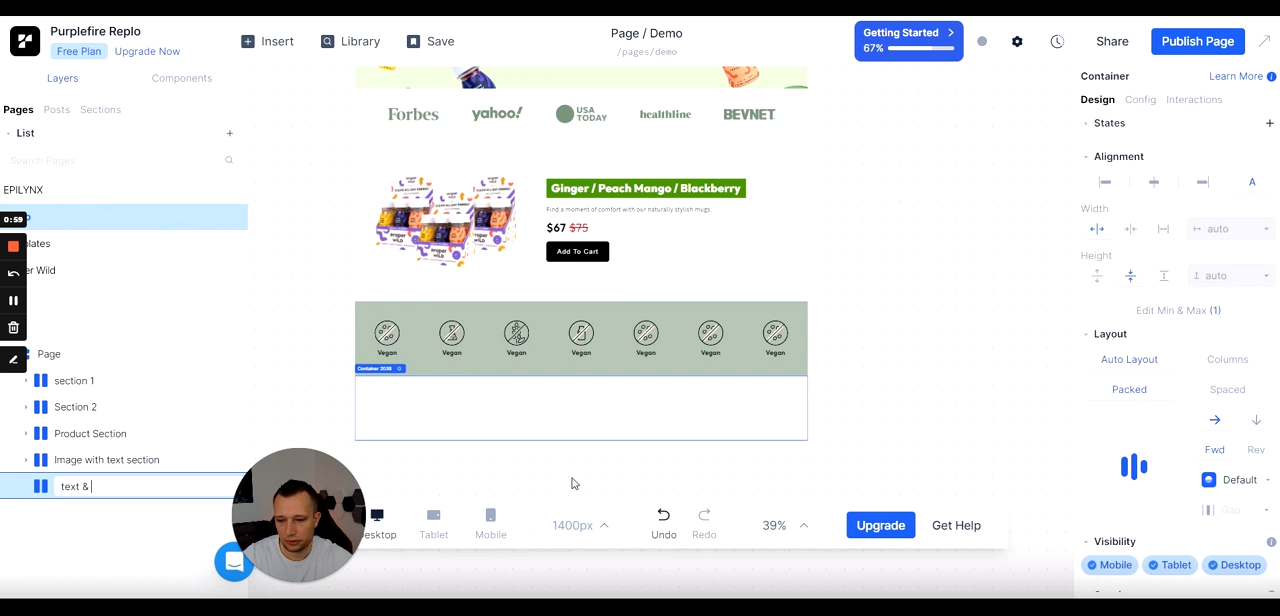 Purplefire Replo
Free Plan Upgrade Now
Insert Library Save
Page / Demo
/pages/demo
Getting Started
67%
Share
Publish Page
Layers Components
Pages Posts Sections
List
Search Pages
EPILYNX
0:59
Page
section 1
Section 2
Product Section
Image with text section
text &
Forbes yahoo! USA TODAY healthline BEVNET
proper wild
Ginger / Peach Mango / Blackberry
Find a moment of comfort with our naturally stylish mugs.
$67 $75
Add To Cart
Vegan Vegan Vegan Vegan Vegan Vegan Vegan
Container 2038
Desktop Tablet Mobile
1400px
Undo Redo
39%
Upgrade Get Help
Container
Learn More
Design Config Interactions
States
Alignment
A
Width
auto
Height
auto
Edit Min & Max (1)
Layout
Auto Layout Columns
Packed Spaced
Fwd Rev
Default
Gap
Visibility
Mobile Tablet Desktop